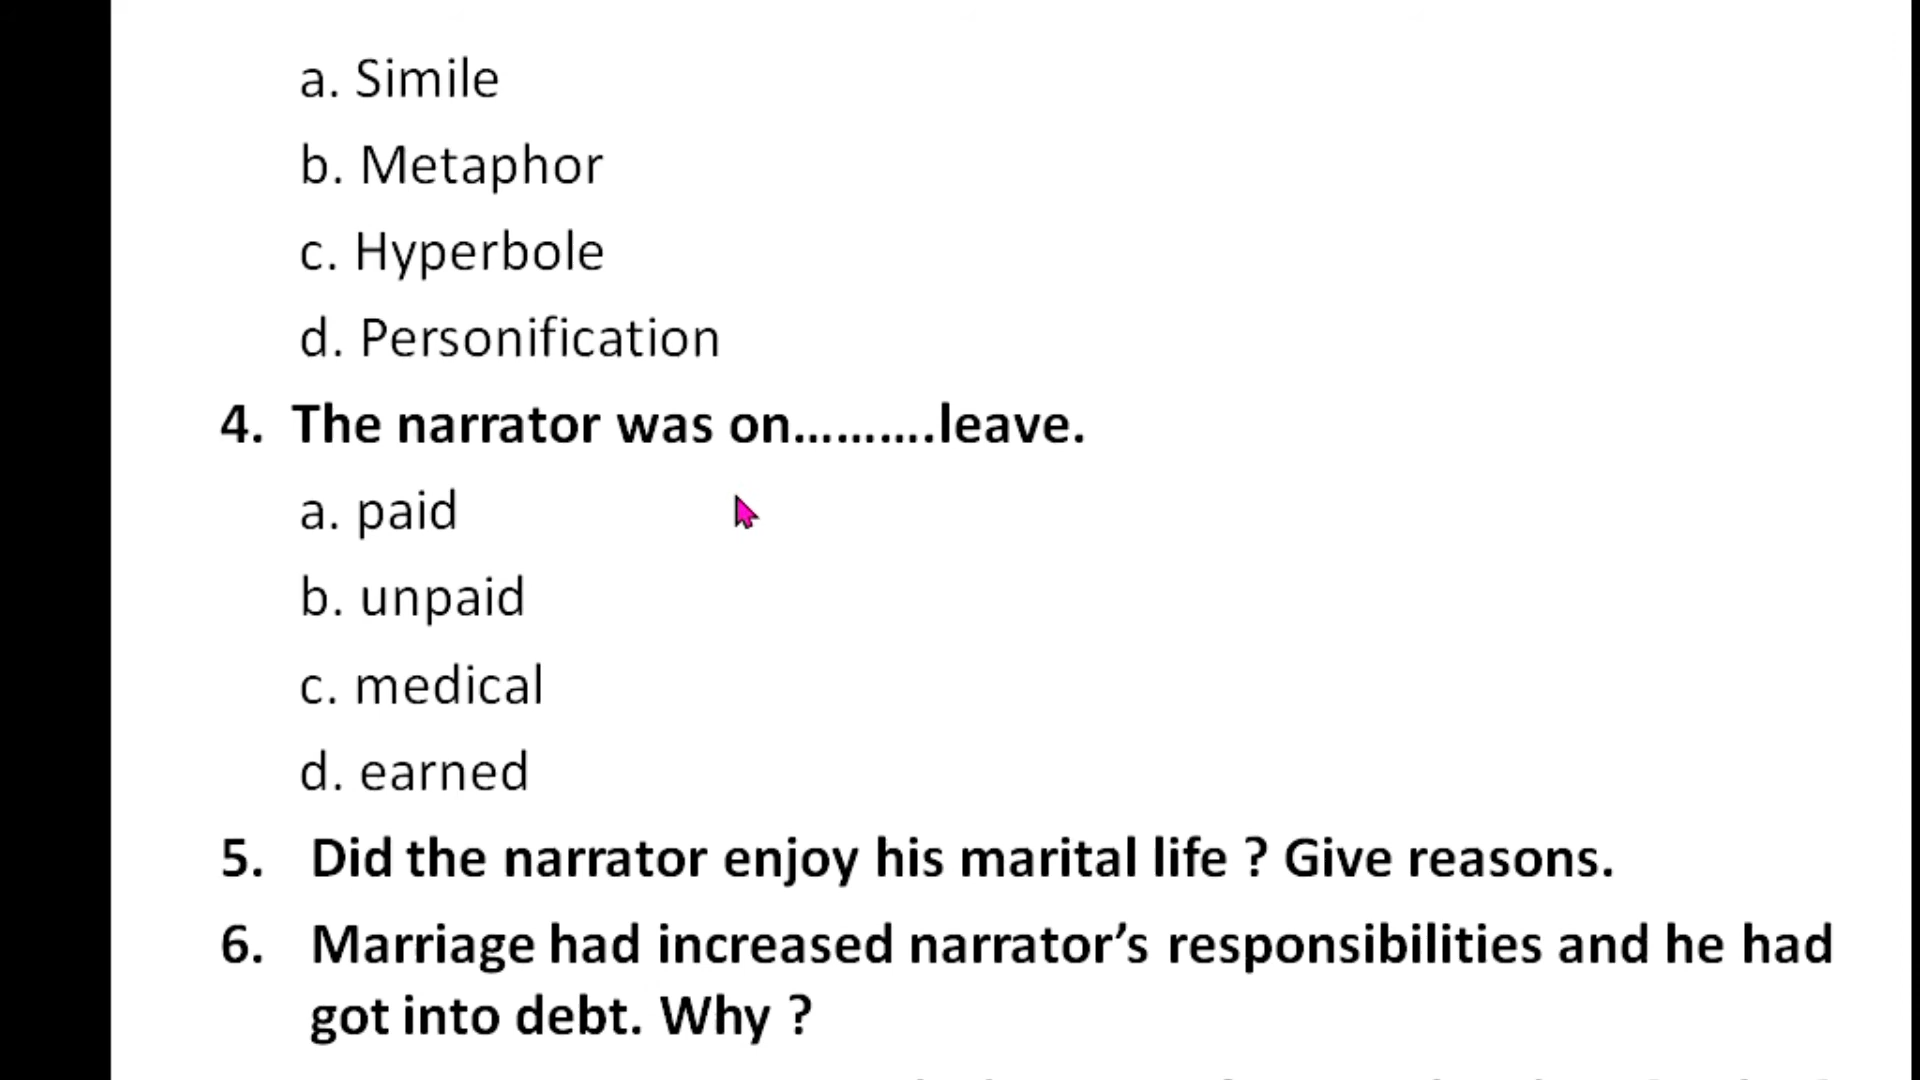 a. Simile
b. Metaphor
c. Hyperbole
d. Personification
4. The narrator was on..........leave.
a. paid
b. unpaid
c. medical
d. earned
5. Did the narrator enjoy his marital life ? Give reasons.
6. Marriage had increased narrator’s responsibilities and he had
got into debt. Why ?